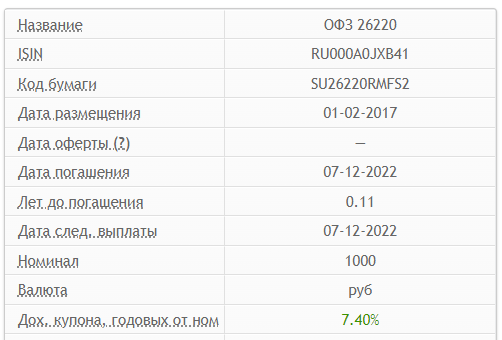 Название ОФЗ 26220
ISIN RU000A0JXB41
Код бумаги SU26220RMFS2
Дата размещения 01-02-2017
Дата оферты (?) —
Дата погашения 07-12-2022
Лет до погашения 0.11
Дата след. выплаты 07-12-2022
Номинал 1000
Валюта руб
Дох. купона, годовых от ном 7.40%